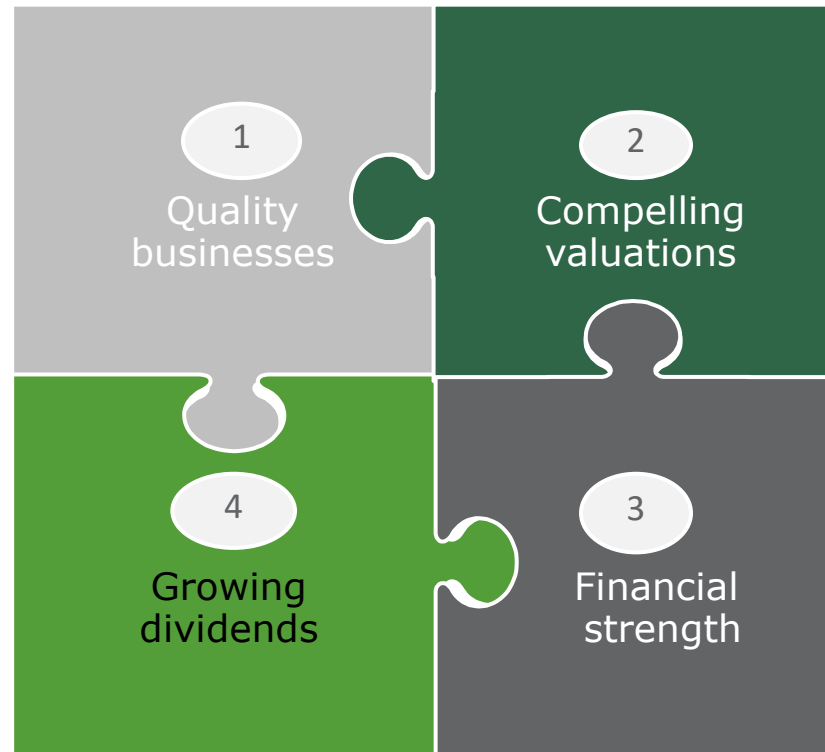 1
Quality
businesses
2
Compelling
valuations
4
Growing
dividends
3
Financial
strength